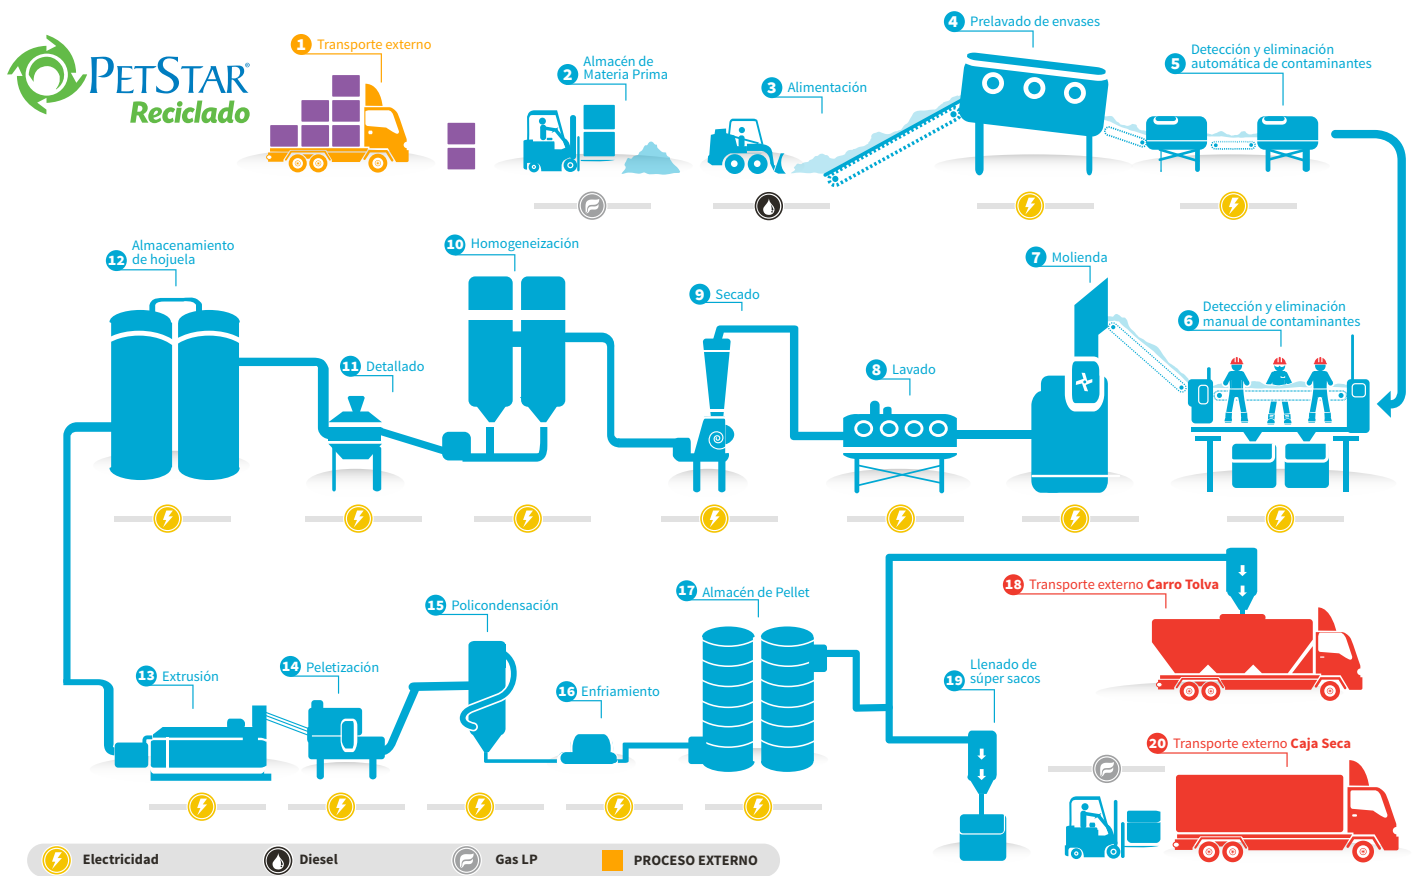 PETSTAR®
Reciclado
1 Transporte externo
2 Almacén de
Materia Prima
3 Alimentación
4 Prelavado de envases
5 Detección y eliminación
automática de contaminantes
12 Almacenamiento
de hojuela
11 Detallado
10 Homogeneización
9 Secado
8 Lavado
7 Molienda
6 Detección y eliminación
manual de contaminantes
13 Extrusión
14 Peletización
15 Policondensación
16 Enfriamiento
17 Almacén de Pellet
18 Transporte externo Carro Tolva
19 Llenado de
súper sacos
20 Transporte externo Caja Seca
Electricidad
Diesel
Gas LP
PROCESO EXTERNO